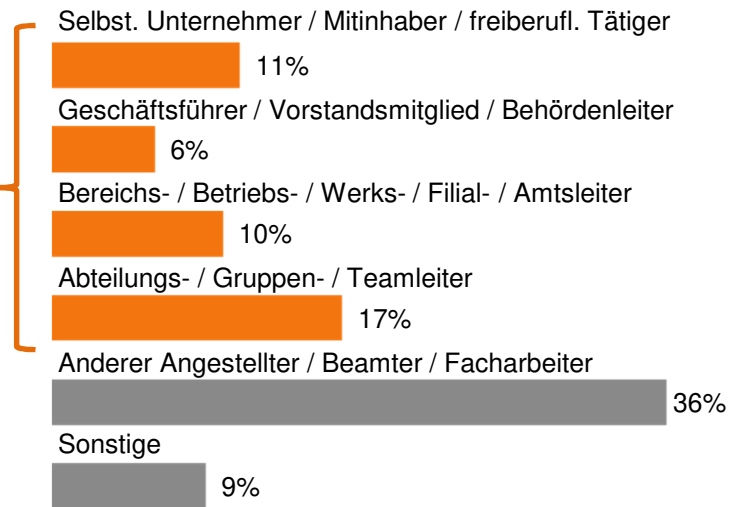 Selbst. Unternehmer / Mitinhaber / freiberufl. Tätiger
11%
Geschäftsführer / Vorstandsmitglied / Behördenleiter
6%
Bereichs- / Betriebs- / Werks- / Filial- / Amtsleiter
10%
Abteilungs- / Gruppen- / Teamleiter
17%
Anderer Angestellter / Beamter / Facharbeiter
36%
Sonstige
9%